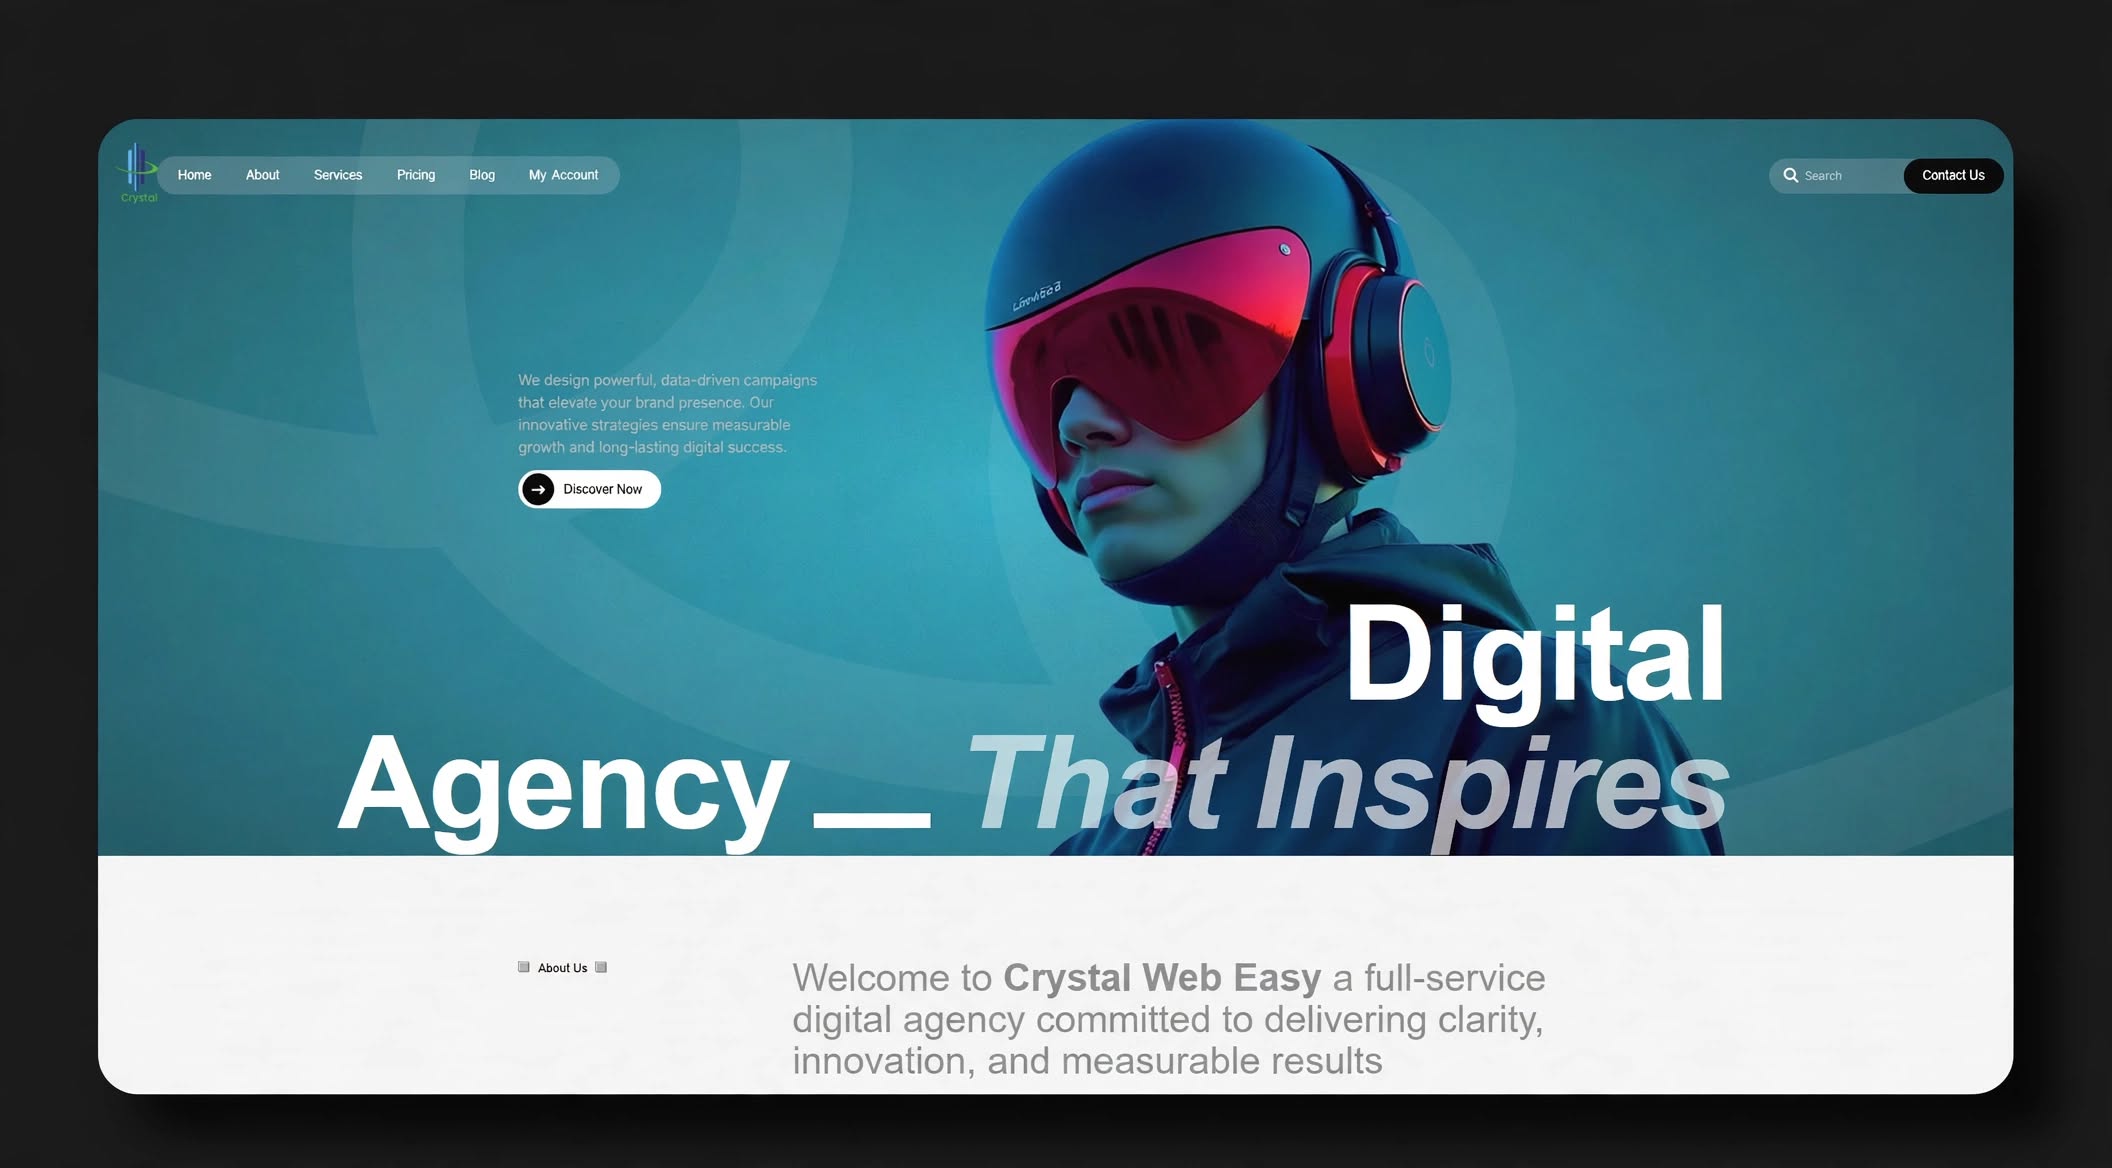 Crystal
Home About Services Pricing Blog My Account
Search
Contact Us
We design powerful, data-driven campaigns
that elevate your brand presence. Our
innovative strategies ensure measurable
growth and long-lasting digital success.
Discover Now
Digital
Agency — That Inspires
About Us
Welcome to Crystal Web Easy a full-service
digital agency committed to delivering clarity,
innovation, and measurable results